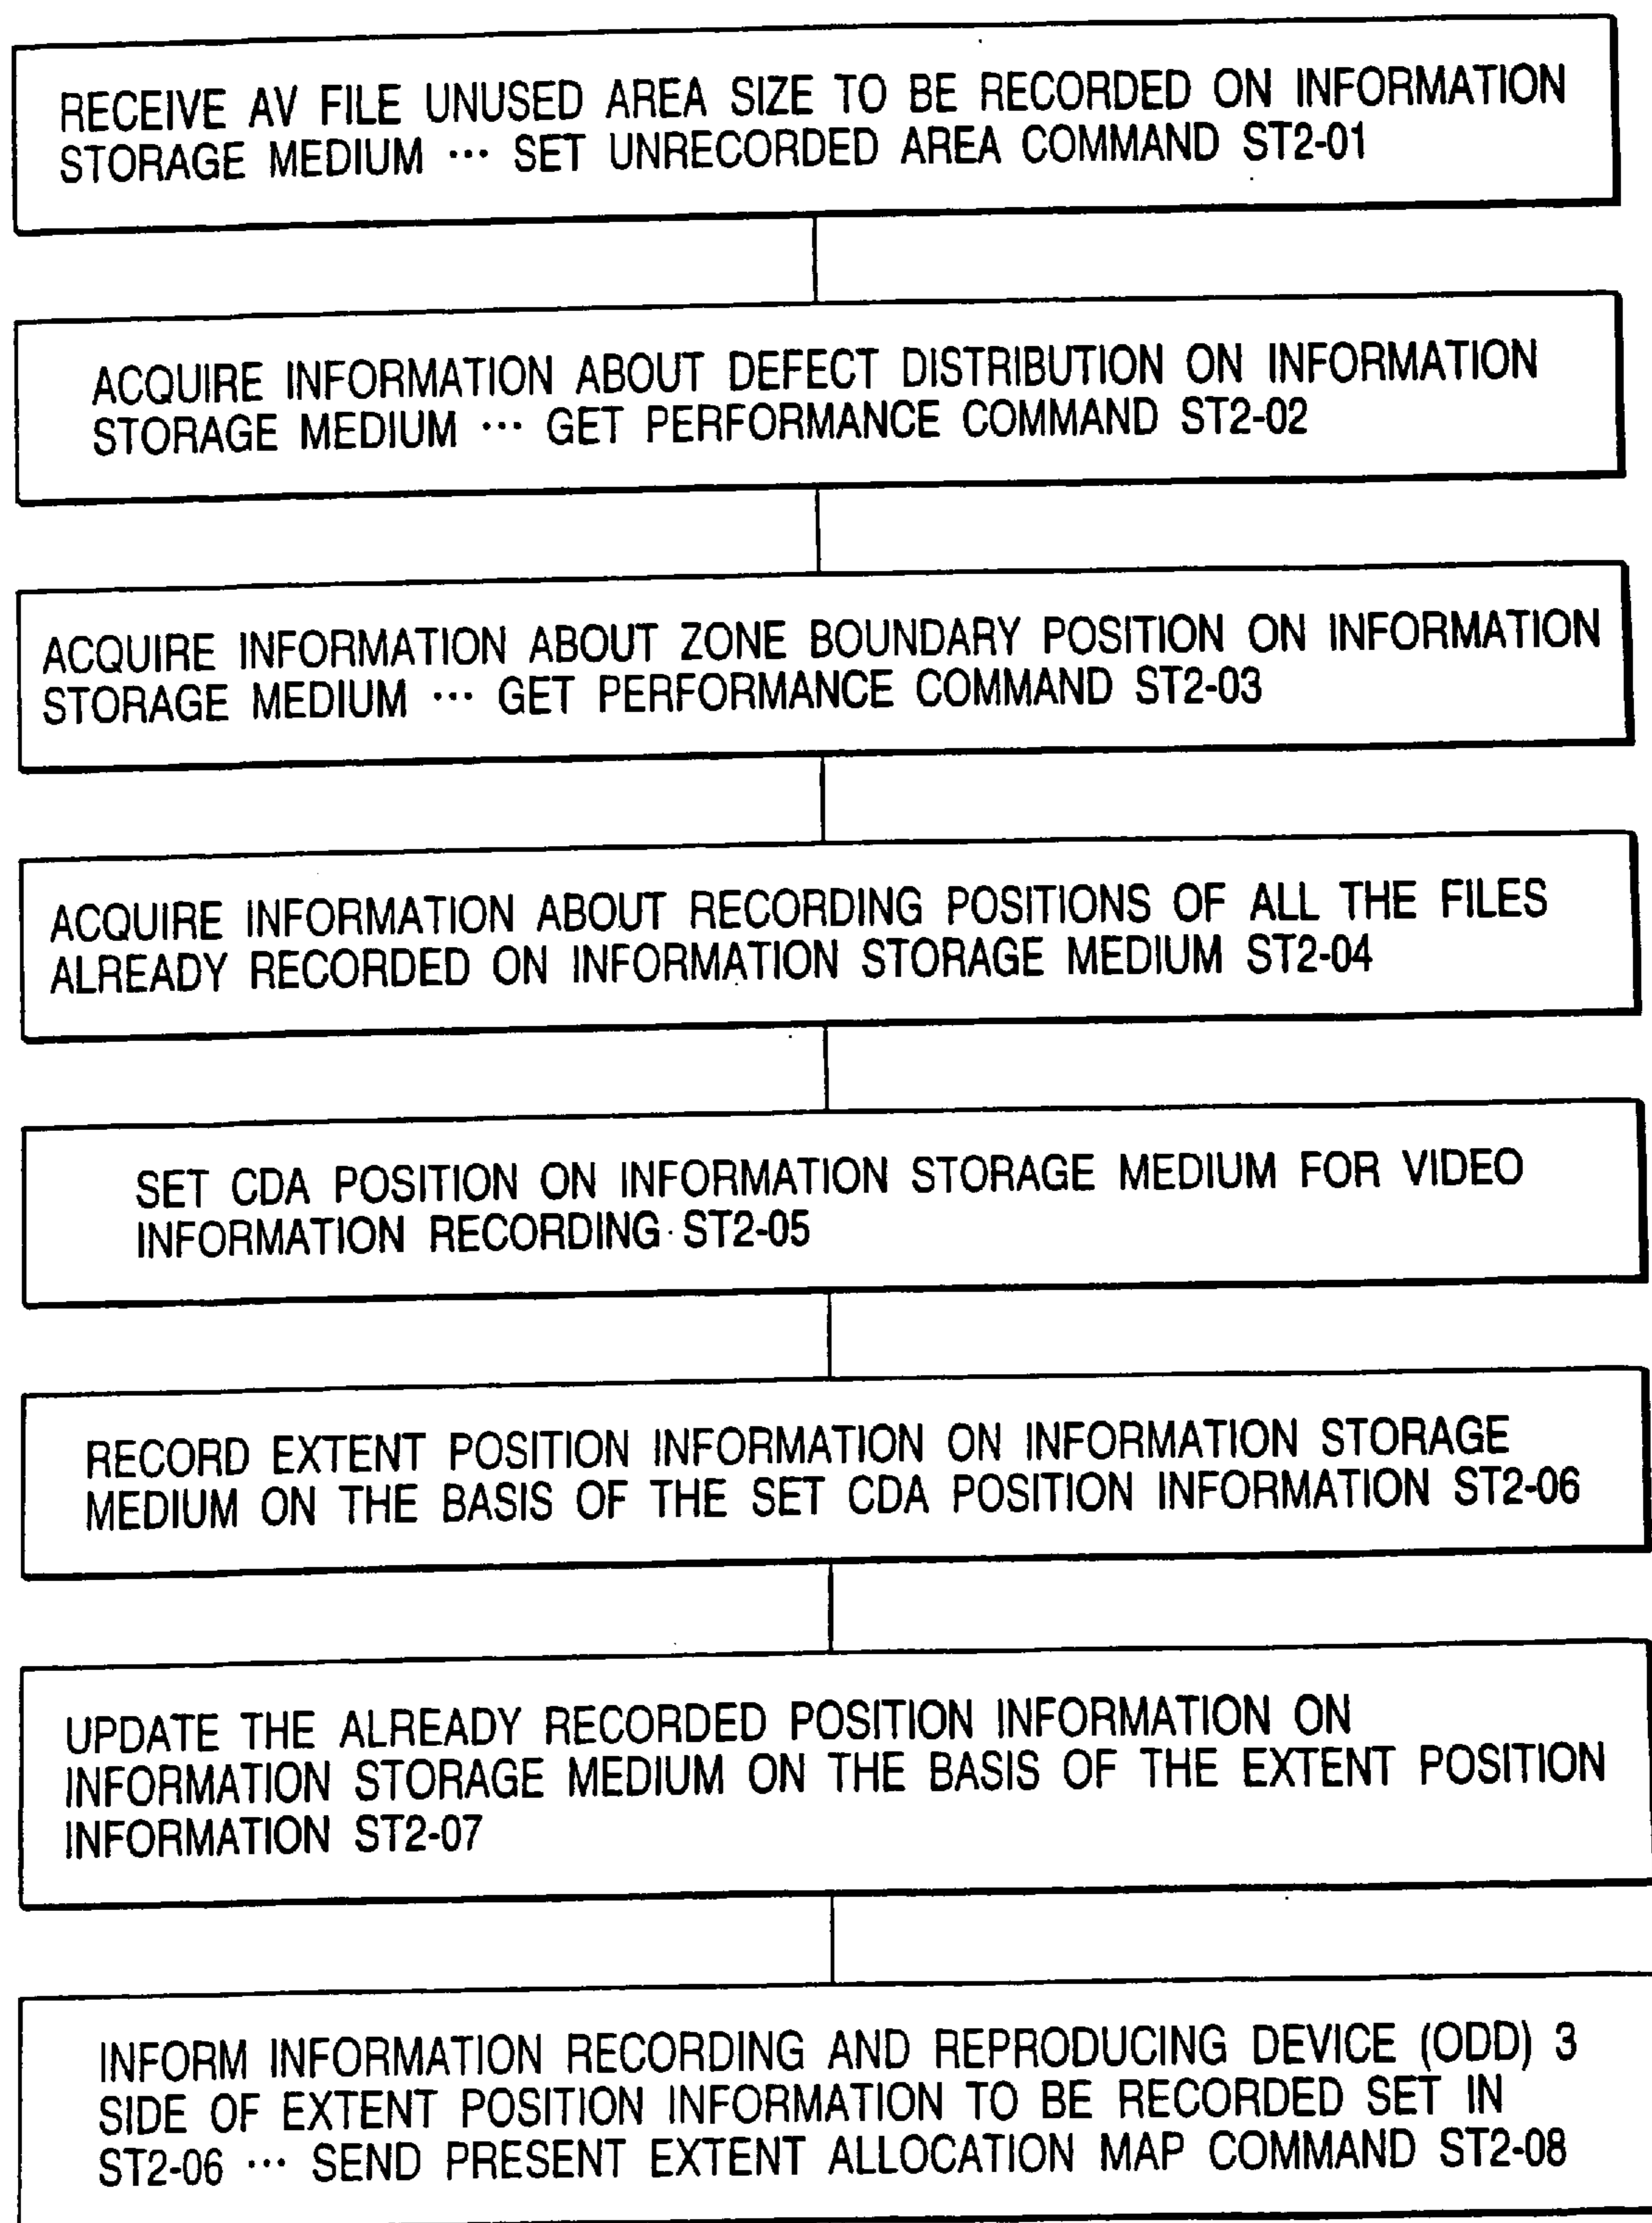 RECEIVE AV FILE UNUSED AREA SIZE TO BE RECORDED ON INFORMATION
STORAGE MEDIUM ··· SET UNRECORDED AREA COMMAND ST2-01
ACQUIRE INFORMATION ABOUT DEFECT DISTRIBUTION ON INFORMATION
STORAGE MEDIUM ··· GET PERFORMANCE COMMAND ST2-02
ACQUIRE INFORMATION ABOUT ZONE BOUNDARY POSITION ON INFORMATION
STORAGE MEDIUM ··· GET PERFORMANCE COMMAND ST2-03
ACQUIRE INFORMATION ABOUT RECORDING POSITIONS OF ALL THE FILES
ALREADY RECORDED ON INFORMATION STORAGE MEDIUM ST2-04
SET CDA POSITION ON INFORMATION STORAGE MEDIUM FOR VIDEO
INFORMATION RECORDING ST2-05
RECORD EXTENT POSITION INFORMATION ON INFORMATION STORAGE
MEDIUM ON THE BASIS OF THE SET CDA POSITION INFORMATION ST2-06
UPDATE THE ALREADY RECORDED POSITION INFORMATION ON
INFORMATION STORAGE MEDIUM ON THE BASIS OF THE EXTENT POSITION
INFORMATION ST2-07
INFORM INFORMATION RECORDING AND REPRODUCING DEVICE (ODD) 3
SIDE OF EXTENT POSITION INFORMATION TO BE RECORDED SET IN
ST2-06 ··· SEND PRESENT EXTENT ALLOCATION MAP COMMAND ST2-08